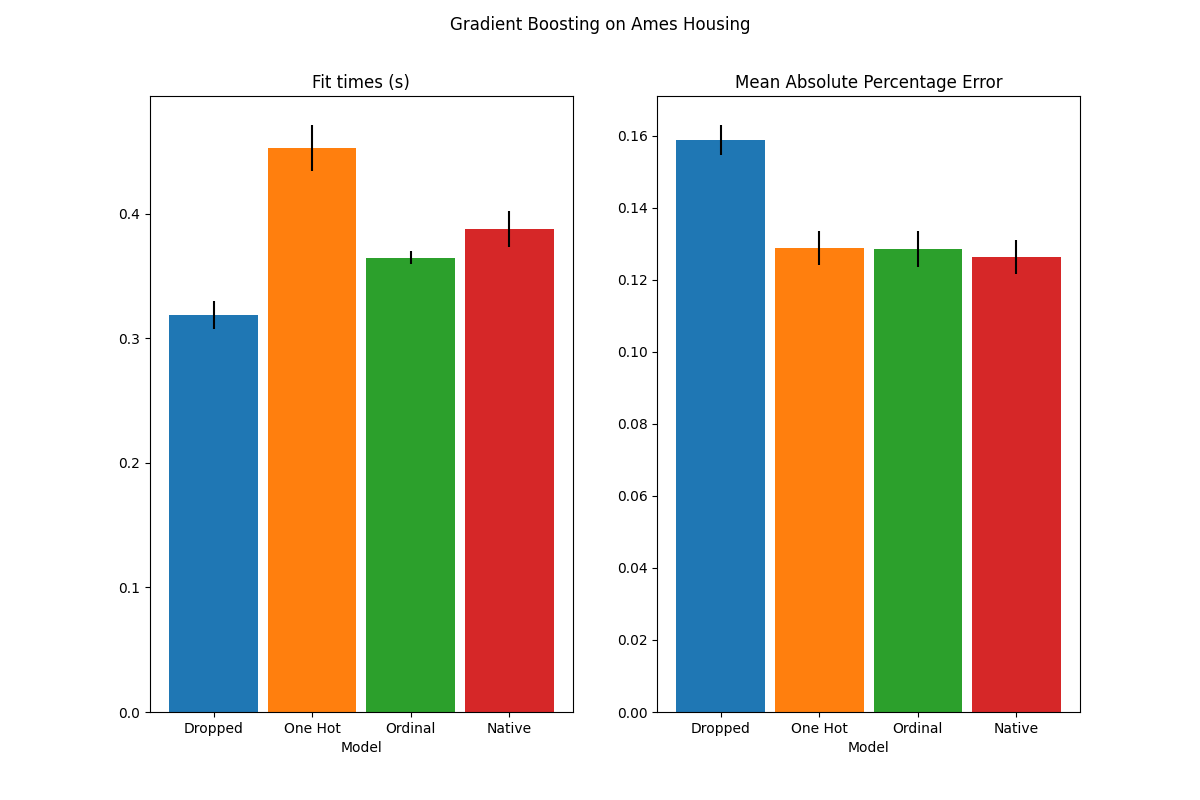 Gradient Boosting on Ames Housing
Fit times (s)
0.4
0.3
0.2
0.1
0.0
Dropped One Hot Ordinal Native
Model
Mean Absolute Percentage Error
0.16
0.14
0.12
0.10
0.08
0.06
0.04
0.02
0.00
Dropped One Hot Ordinal Native
Model